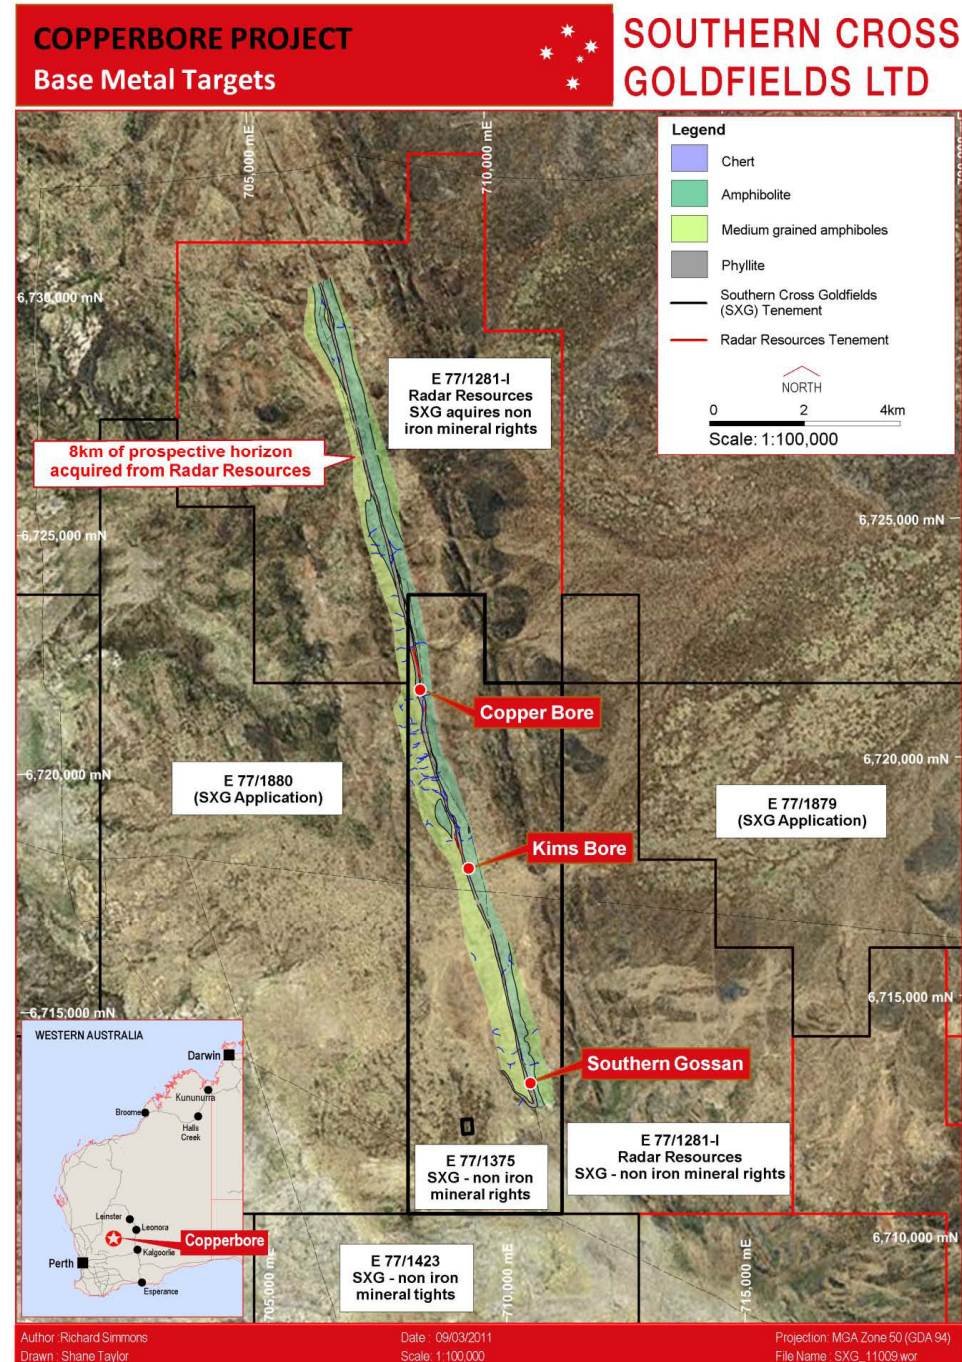 COPPERBORE PROJECT
Base Metal Targets
SOUTHERN CROSS
GOLDFIELDS LTD
705,000 mE
710,000 mE
Legend
Chert
Amphibolite
Medium grained amphiboles
Phyllite
Southern Cross Goldfields
(SXG) Tenement
Radar Resources Tenement
NORTH
0 2 4km
Scale: 1:100,000
6,730,000 mN
E 77/1281-I
Radar Resources
SXG aquires non
iron mineral rights
8km of prospective horizon
acquired from Radar Resources
6,725,000 mN
6,725,000 mN
Copper Bore
6,720,000 mN
6,720,000 mN
E 77/1880
(SXG Application)
E 77/1879
(SXG Application)
Kims Bore
6,715,000 mN
6,715,000 mN
Southern Gossan
E 77/1281-I
Radar Resources
SXG - non iron mineral rights
E 77/1375
SXG - non iron
mineral rights
E 77/1423
SXG - non iron
mineral tights
6,710,000 mN
705,000 mE
710,000 mE
715,000 mE
WESTERN AUSTRALIA
Darwin
Kununurra
Broome
Halls
Creek
Leinster
Leonora
Copperbore
Kalgoorlie
Perth
Esperance
Author :Richard Simmons
Drawn : Shane Taylor
Date : 09/03/2011
Scale: 1:100,000
Projection: MGA Zone 50 (GDA 94)
File Name : SXG_11009.wor